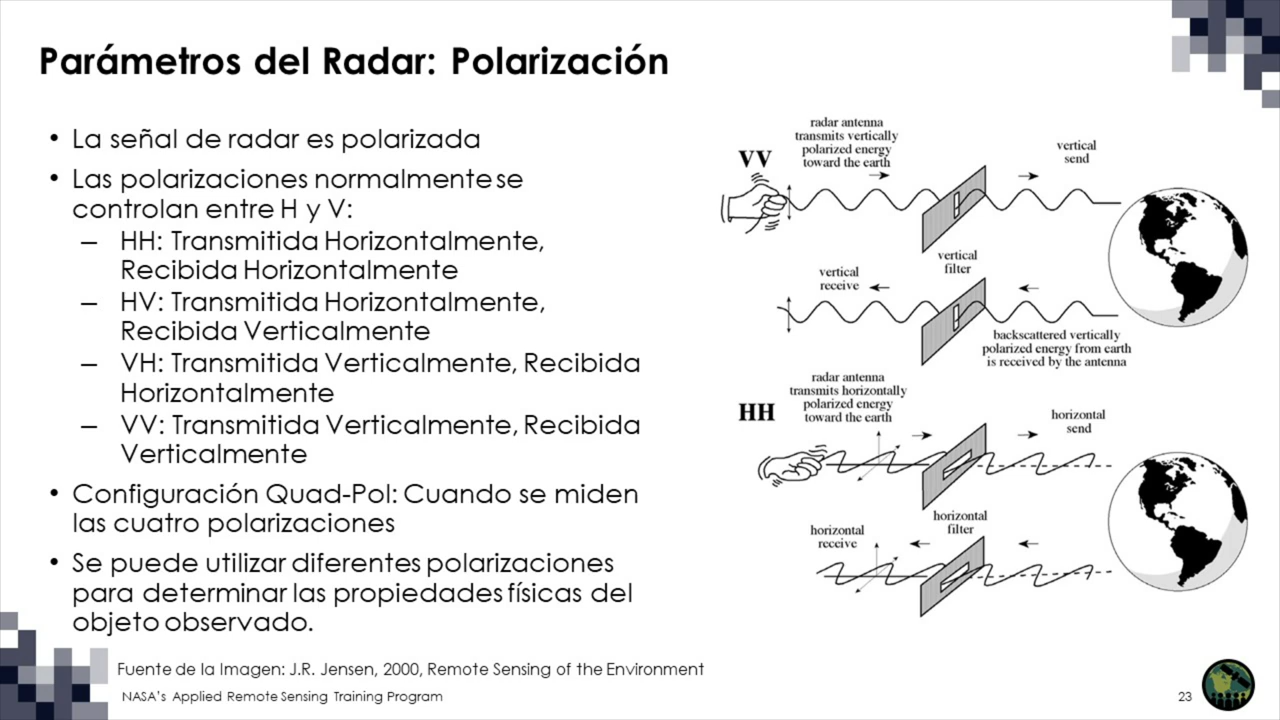 Parámetros del Radar: Polarización
• La señal de radar es polarizada
• Las polarizaciones normalmente se
controlan entre H y V:
– HH: Transmitida Horizontalmente,
Recibida Horizontalmente
– HV: Transmitida Horizontalmente,
Recibida Verticalmente
– VH: Transmitida Verticalmente, Recibida
Horizontalmente
– VV: Transmitida Verticalmente, Recibida
Verticalmente
• Configuración Quad-Pol: Cuando se miden
las cuatro polarizaciones
• Se puede utilizar diferentes polarizaciones
para determinar las propiedades físicas del
objeto observado.
VV
radar antenna
transmits vertically
polarized energy
toward the earth
vertical
send
vertical
filter
vertical
receive
backscattered vertically
polarized energy from earth
is received by the antenna
HH
radar antenna
transmits horizontally
polarized energy
toward the earth
horizontal
send
horizontal
filter
horizontal
receive
Fuente de la Imagen: J.R. Jensen, 2000, Remote Sensing of the Environment
NASA's Applied Remote Sensing Training Program
23